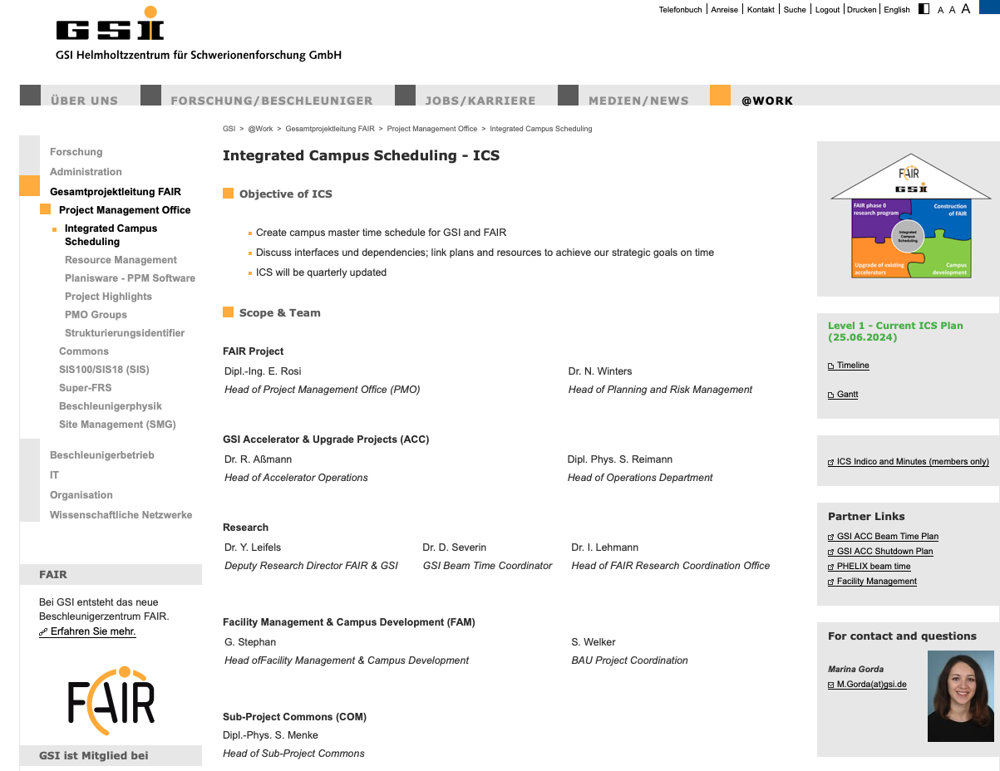 Telefonbuch Anreise Kontakt Suche Logout Drucken English A A A
GSI
GSI Helmholtzzentrum für Schwerionenforschung GmbH
ÜBER UNS FORSCHUNG/BESCHLEUNIGER JOBS/KARRIERE MEDIEN/NEWS @WORK
GSI > @Work > Gesamtprojektleitung FAIR > Project Management Office > Integrated Campus Scheduling
Forschung
Administration
Gesamtprojektleitung FAIR
Project Management Office
Integrated Campus
Scheduling
Resource Management
Planisware - PPM Software
Project Highlights
PMO Groups
Strukturierungsidentifier
Commons
SIS100/SIS18 (SIS)
Super-FRS
Beschleunigerphysik
Site Management (SMG)
Beschleunigerbetrieb
IT
Organisation
Wissenschaftliche Netzwerke
FAIR
Bei GSI entsteht das neue
Beschleunigerzentrum FAIR.
Erfahren Sie mehr.
FAIR
GSI ist Mitglied bei
Integrated Campus Scheduling - ICS
Objective of ICS
Create campus master time schedule for GSI and FAIR
Discuss interfaces und dependencies; link plans and resources to achieve our strategic goals on time
ICS will be quarterly updated
Scope & Team
FAIR Project
Dipl.-Ing. E. Rosi Dr. N. Winters
Head of Project Management Office (PMO) Head of Planning and Risk Management
GSI Accelerator & Upgrade Projects (ACC)
Dr. R. Aßmann Dipl. Phys. S. Reimann
Head of Accelerator Operations Head of Operations Department
Research
Dr. Y. Leifels Dr. D. Severin Dr. I. Lehmann
Deputy Research Director FAIR & GSI GSI Beam Time Coordinator Head of FAIR Research Coordination Office
Facility Management & Campus Development (FAM)
G. Stephan S. Welker
Head ofFacility Management & Campus Development BAU Project Coordination
Sub-Project Commons (COM)
Dipl.-Phys. S. Menke
Head of Sub-Project Commons
FAIR
GSI
FAIR phase 0
research program
Construction
of FAIR
Integrated
Campus
Scheduling
Upgrade of existing
accelerators
Campus
development
Level 1 - Current ICS Plan
(25.06.2024)
Timeline
Gantt
ICS Indico and Minutes (members only)
Partner Links
GSI ACC Beam Time Plan
GSI ACC Shutdown Plan
PHELIX beam time
Facility Management
For contact and questions
Marina Gorda
M.Gorda(at)gsi.de